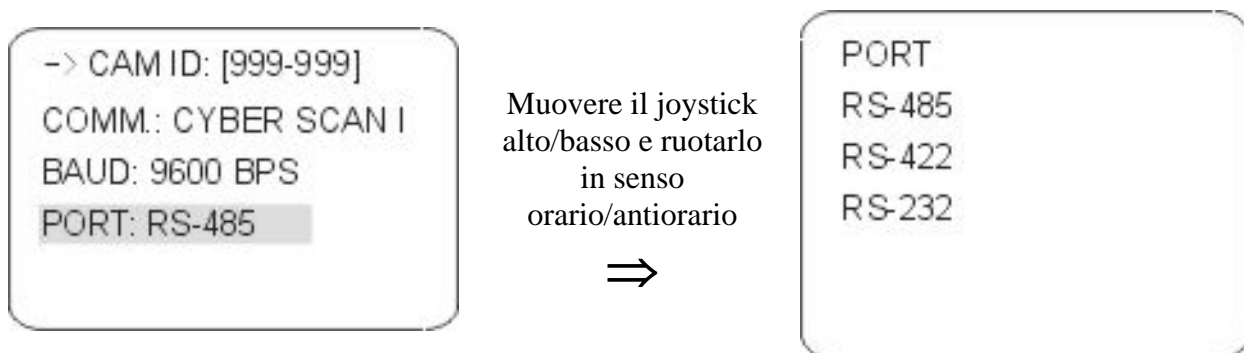 -> CAM ID: [999-999]
COMM.: CYBER SCAN I
BAUD: 9600 BPS
PORT: RS-485
Muovere il joystick
alto/basso e ruotarlo
in senso
orario/antiorario
⇒
PORT
RS-485
RS-422
RS-232